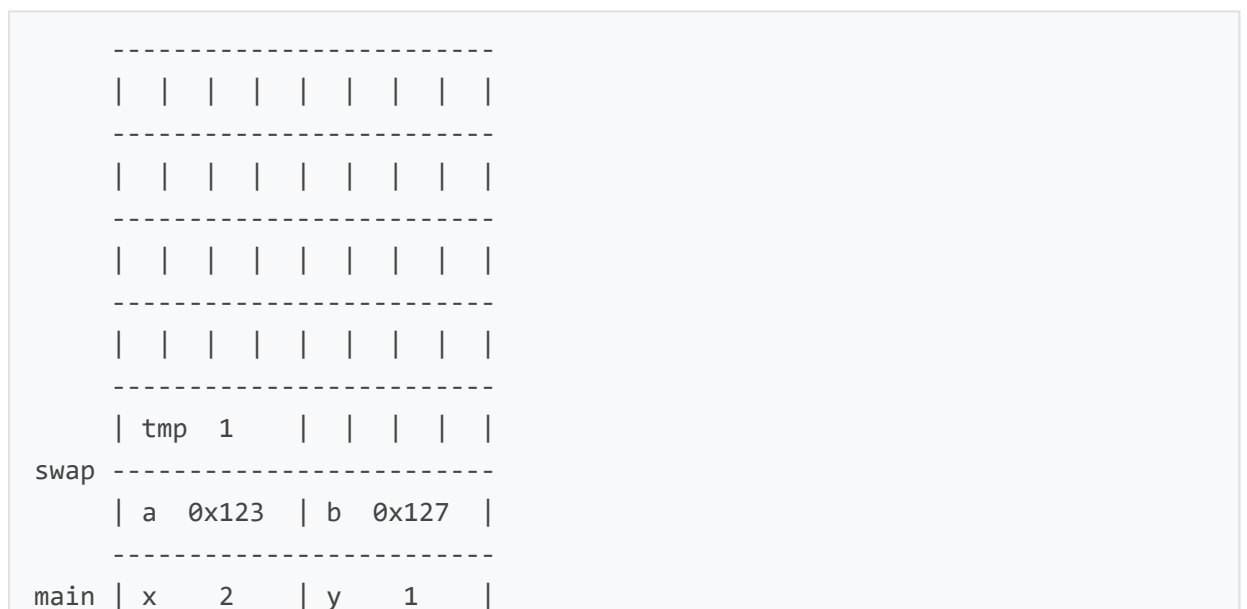 -------------------------
|  |  |  |  |  |  |  |  |
-------------------------
|  |  |  |  |  |  |  |  |
-------------------------
|  |  |  |  |  |  |  |  |
-------------------------
|  |  |  |  |  |  |  |  |
-------------------------
| tmp  1    |  |  |  |  |
swap -------------------------
| a  0x123  | b  0x127  |
-------------------------
main | x    2    | y    1    |